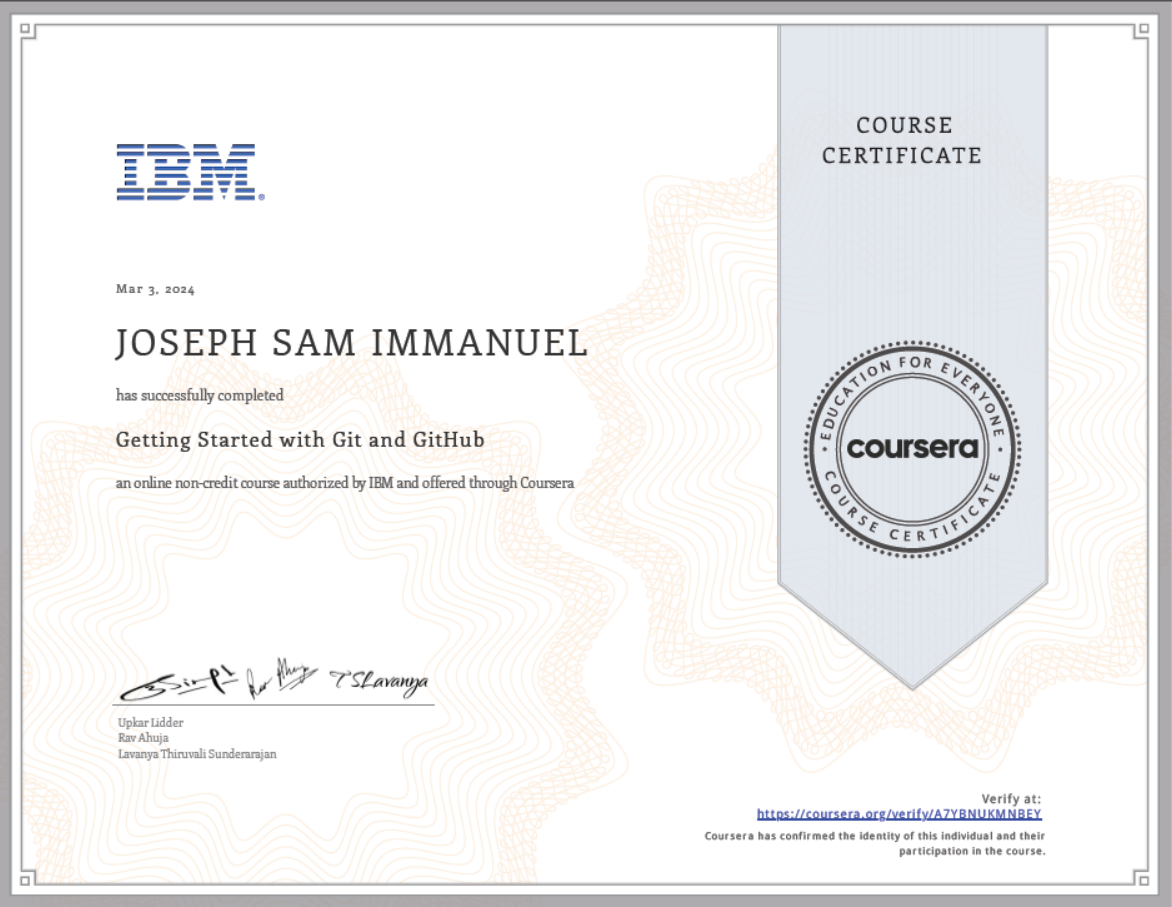 COURSE
CERTIFICATE
IBM®
Mar 3, 2024
JOSEPH SAM IMMANUEL
has successfully completed
Getting Started with Git and GitHub
an online non-credit course authorized by IBM and offered through Coursera
EDUCATION FOR EVERYONE
coursera
COURSE CERTIFICATE
TSLavanya
Upkar Lidder
Rav Ahuja
Lavanya Thiruvali Sunderarajan
Verify at:
https://coursera.org/verify/A7YBNUKMNBEY
Coursera has confirmed the identity of this individual and their
participation in the course.